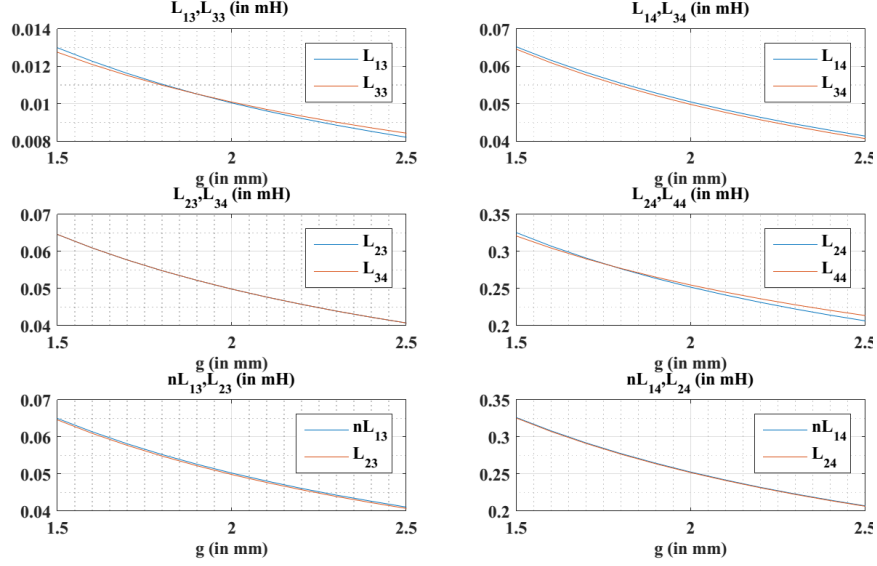 L₁₃,L₃₃ (in mH)
0.014
0.012
0.01
0.008
L₁₃
L₃₃
1.5 2 2.5
g (in mm)
L₁₄,L₃₄ (in mH)
0.07
0.06
0.05
0.04
L₁₄
L₃₄
1.5 2 2.5
g (in mm)
L₂₃,L₃₄ (in mH)
0.07
0.06
0.05
0.04
L₂₃
L₃₄
1.5 2 2.5
g (in mm)
L₂₄,L₄₄ (in mH)
0.35
0.3
0.25
0.2
L₂₄
L₄₄
1.5 2 2.5
g (in mm)
nL₁₃,L₂₃ (in mH)
0.07
0.06
0.05
0.04
nL₁₃
L₂₃
1.5 2 2.5
g (in mm)
nL₁₄,L₂₄ (in mH)
0.35
0.3
0.25
0.2
nL₁₄
L₂₄
1.5 2 2.5
g (in mm)